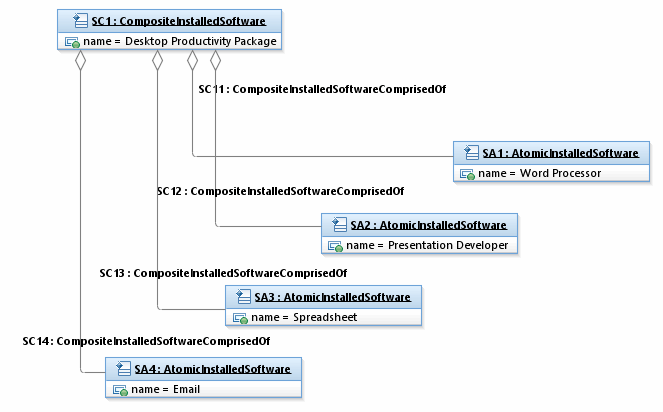 SC1 : CompositeInstalledSoftware
name = Desktop Productivity Package
SC11 : CompositeInstalledSoftwareComprisedOf
SA1 : AtomicInstalledSoftware
name = Word Processor
SC12 : CompositeInstalledSoftwareComprisedOf
SA2 : AtomicInstalledSoftware
name = Presentation Developer
SC13 : CompositeInstalledSoftwareComprisedOf
SA3 : AtomicInstalledSoftware
name = Spreadsheet
SC14 : CompositeInstalledSoftwareComprisedOf
SA4 : AtomicInstalledSoftware
name = Email